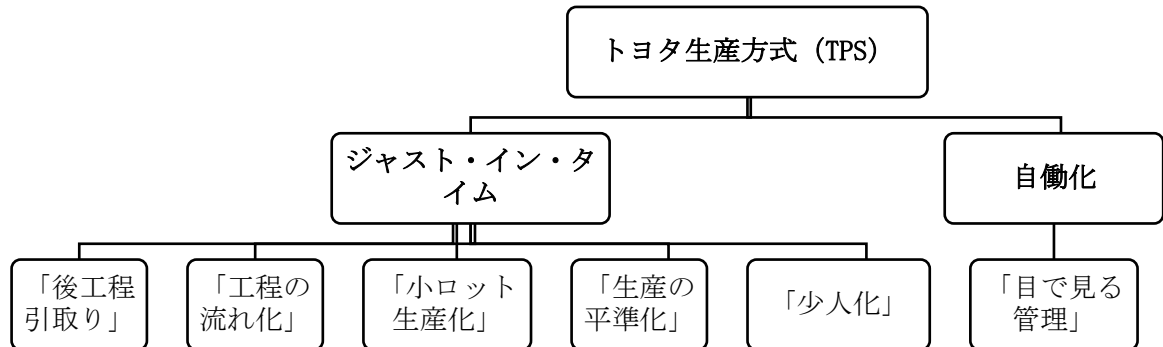 トヨタ生産方式（TPS）
ジャスト・イン・タ
イム
自働化
「後工程
引取り」
「工程の
流れ化」
「小ロット
生産化」
「生産の
平準化」
「少人化」
「目で見る
管理」